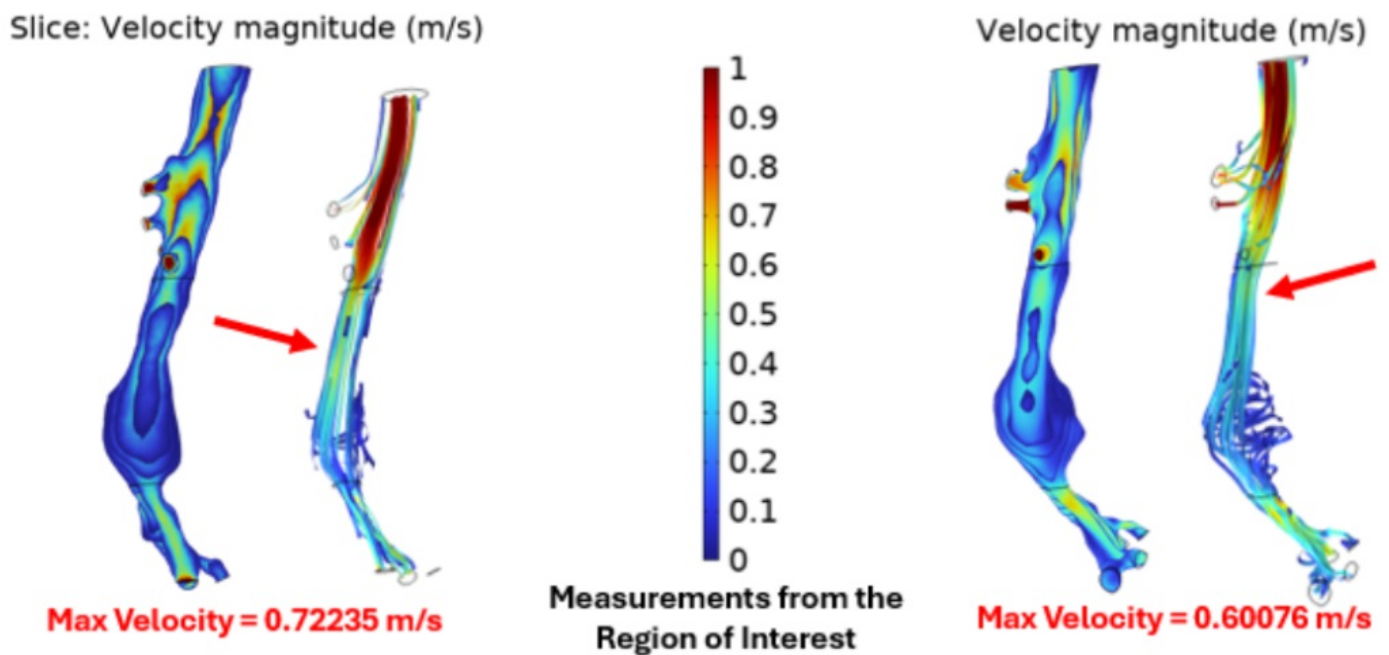 Slice: Velocity magnitude (m/s)
Velocity magnitude (m/s)
1
0.9
0.8
0.7
0.6
0.5
0.4
0.3
0.2
0.1
0
Measurements from the
Region of Interest
Max Velocity = 0.72235 m/s
Max Velocity = 0.60076 m/s